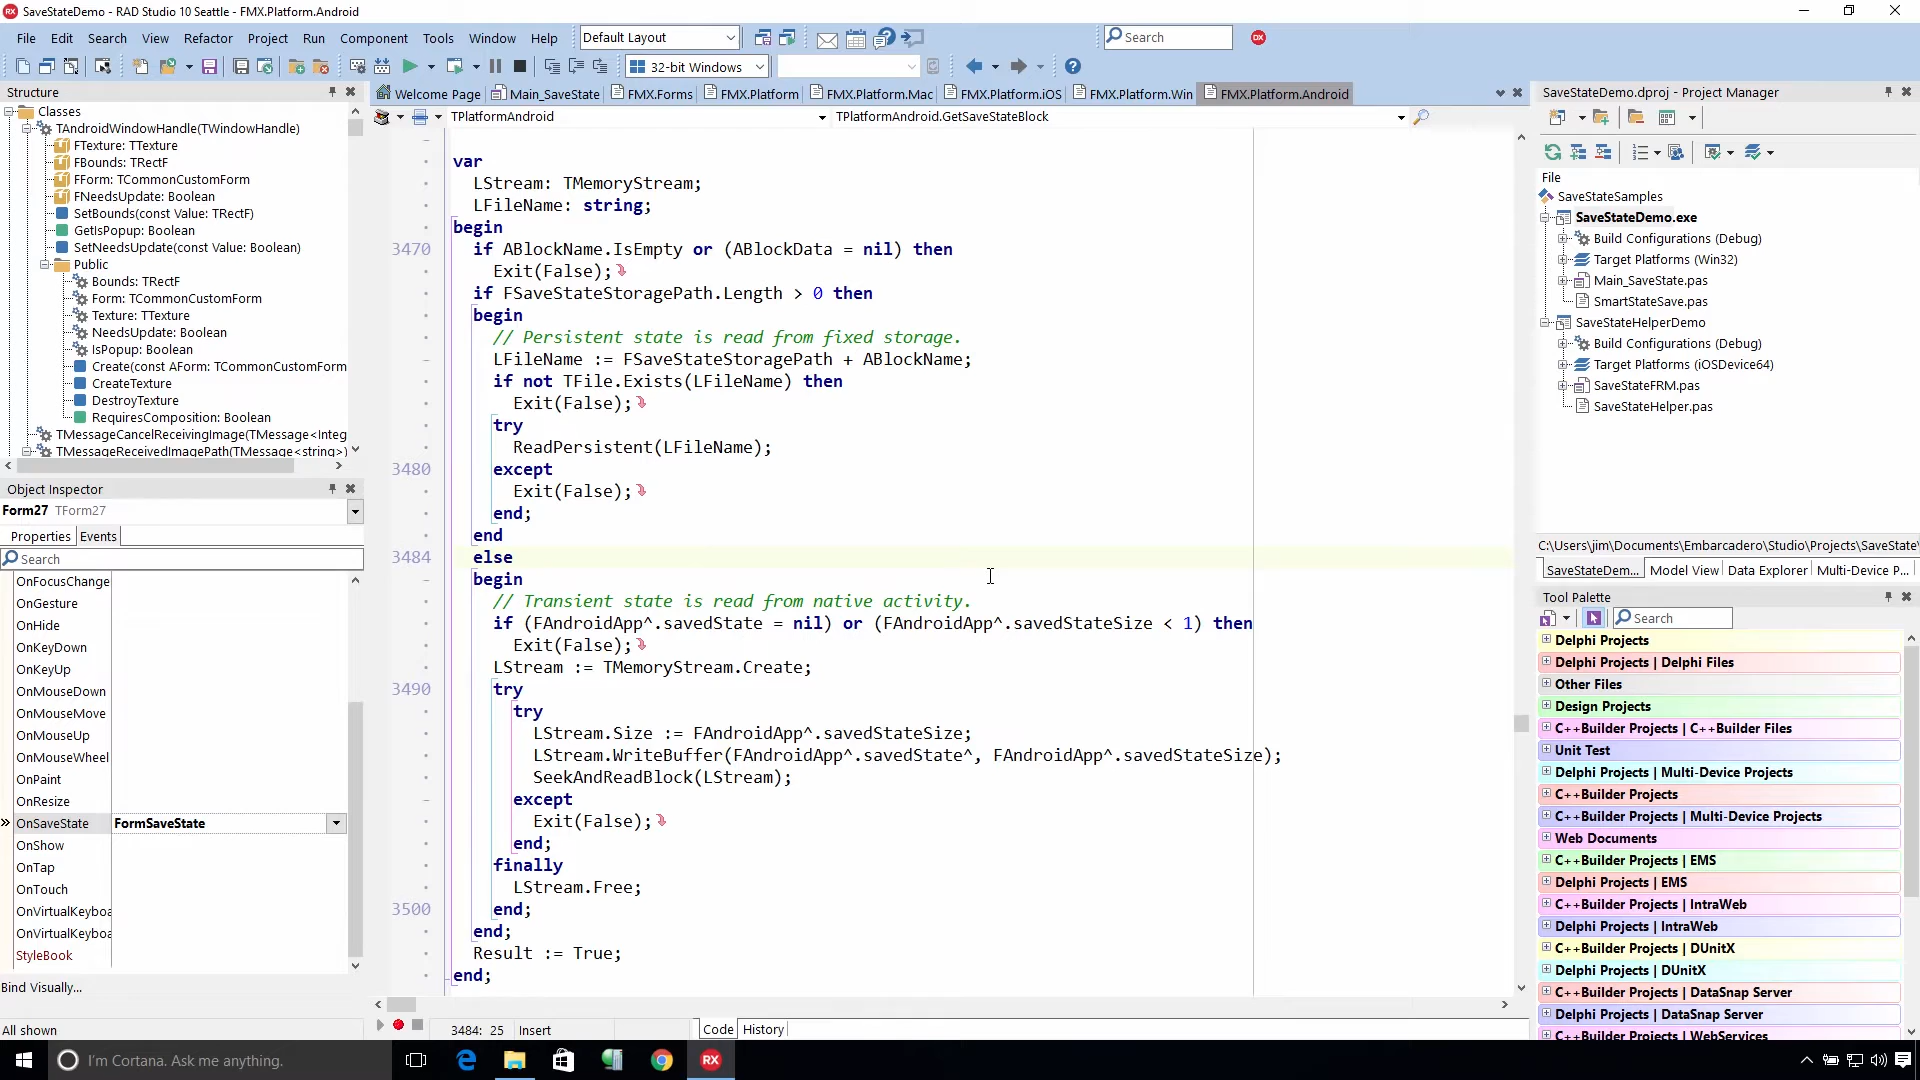 SaveStateDemo - RAD Studio 10 Seattle - FMX.Platform.Android
File Edit Search View Refactor Project Run Component Tools Window Help Default Layout Search
32-bit Windows
Structure
Classes
TAndroidWindowHandle(TWindowHandle)
FTexture: TTexture
FBounds: TRectF
FForm: TCommonCustomForm
FNeedsUpdate: Boolean
SetBounds(const Value: TRectF)
GetIsPopup: Boolean
SetNeedsUpdate(const Value: Boolean)
Public
Bounds: TRectF
Form: TCommonCustomForm
Texture: TTexture
NeedsUpdate: Boolean
IsPopup: Boolean
Create(const AForm: TCommonCustomForm
CreateTexture
DestroyTexture
RequiresComposition: Boolean
TMessageCancelReceivingImage(TMessage<Integ
TMessageReceivedImagePath(TMessage<string>)
Object Inspector
Form27 TForm27
Properties Events
Search
OnFocusChange
OnGesture
OnHide
OnKeyDown
OnKeyUp
OnMouseDown
OnMouseMove
OnMouseUp
OnMouseWheel
OnPaint
OnResize
OnSaveState FormSaveState
OnShow
OnTap
OnTouch
OnVirtualKeyboa
OnVirtualKeyboa
StyleBook
Bind Visually...
All shown
Welcome Page Main_SaveState FMX.Forms FMX.Platform FMX.Platform.Mac FMX.Platform.iOS FMX.Platform.Win FMX.Platform.Android
TPlatformAndroid TPlatformAndroid.GetSaveStateBlock
var
LStream: TMemoryStream;
LFileName: string;
begin
3470 if ABlockName.IsEmpty or (ABlockData = nil) then
Exit(False);
if FSaveStateStoragePath.Length > 0 then
begin
// Persistent state is read from fixed storage.
LFileName := FSaveStateStoragePath + ABlockName;
if not TFile.Exists(LFileName) then
Exit(False);
try
ReadPersistent(LFileName);
3480 except
Exit(False);
end;
end
3484 else
begin
// Transient state is read from native activity.
if (FAndroidApp^.savedState = nil) or (FAndroidApp^.savedStateSize < 1) then
Exit(False);
LStream := TMemoryStream.Create;
3490 try
try
LStream.Size := FAndroidApp^.savedStateSize;
LStream.WriteBuffer(FAndroidApp^.savedState^, FAndroidApp^.savedStateSize);
SeekAndReadBlock(LStream);
except
Exit(False);
end;
finally
LStream.Free;
3500 end;
end;
Result := True;
end;
3484: 25 Insert Code History
SaveStateDemo.dproj - Project Manager
File
SaveStateSamples
SaveStateDemo.exe
Build Configurations (Debug)
Target Platforms (Win32)
Main_SaveState.pas
SmartStateSave.pas
SaveStateHelperDemo
Build Configurations (Debug)
Target Platforms (iOSDevice64)
SaveStateFRM.pas
SaveStateHelper.pas
C:\Users\jim\Documents\Embarcadero\Studio\Projects\SaveState\
SaveStateDem... Model View Data Explorer Multi-Device P...
Tool Palette
Search
Delphi Projects
Delphi Projects | Delphi Files
Other Files
Design Projects
C++Builder Projects | C++Builder Files
Unit Test
Delphi Projects | Multi-Device Projects
C++Builder Projects
C++Builder Projects | Multi-Device Projects
Web Documents
C++Builder Projects | EMS
Delphi Projects | EMS
C++Builder Projects | IntraWeb
Delphi Projects | IntraWeb
C++Builder Projects | DUnitX
Delphi Projects | DUnitX
C++Builder Projects | DataSnap Server
Delphi Projects | DataSnap Server
C++Builder Projects | WebServices
I'm Cortana. Ask me anything.
RX